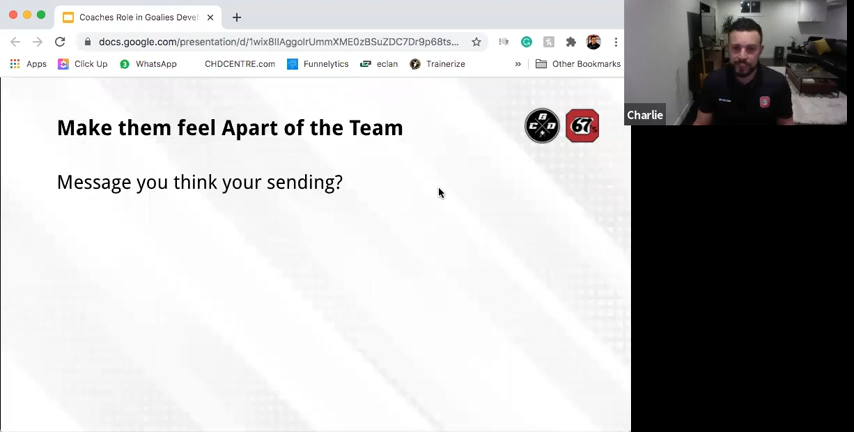 Coaches Role in Goalies Devel
docs.google.com/presentation/d/
Apps
Click Up
3
WhatsApp
CHDCENTRE.com
Funnelytics
eclan
Trainerize
»
Other Bookmarks
Make them feel Apart of the Team
B
C D
67's
Message you think your sending?
Charlie